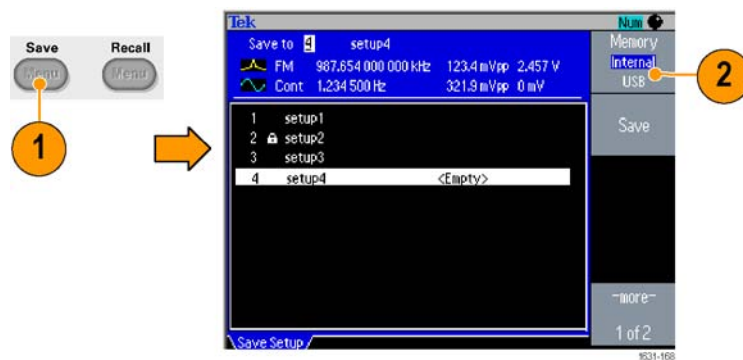 Save Recall
Menu Menu
1
Tek
Num
Save to 4 setup4
FM 987.654 000 000 kHz 123.4 mVpp 2.457 V
Cont 1.234 500 Hz 321.9 mVpp 0 mV
1 setup1
2 setup2
3 setup3
4 setup4 <Empty>
Save Setup
Memory
Internal
USB
2
Save
-more-
1 of 2
1631-168